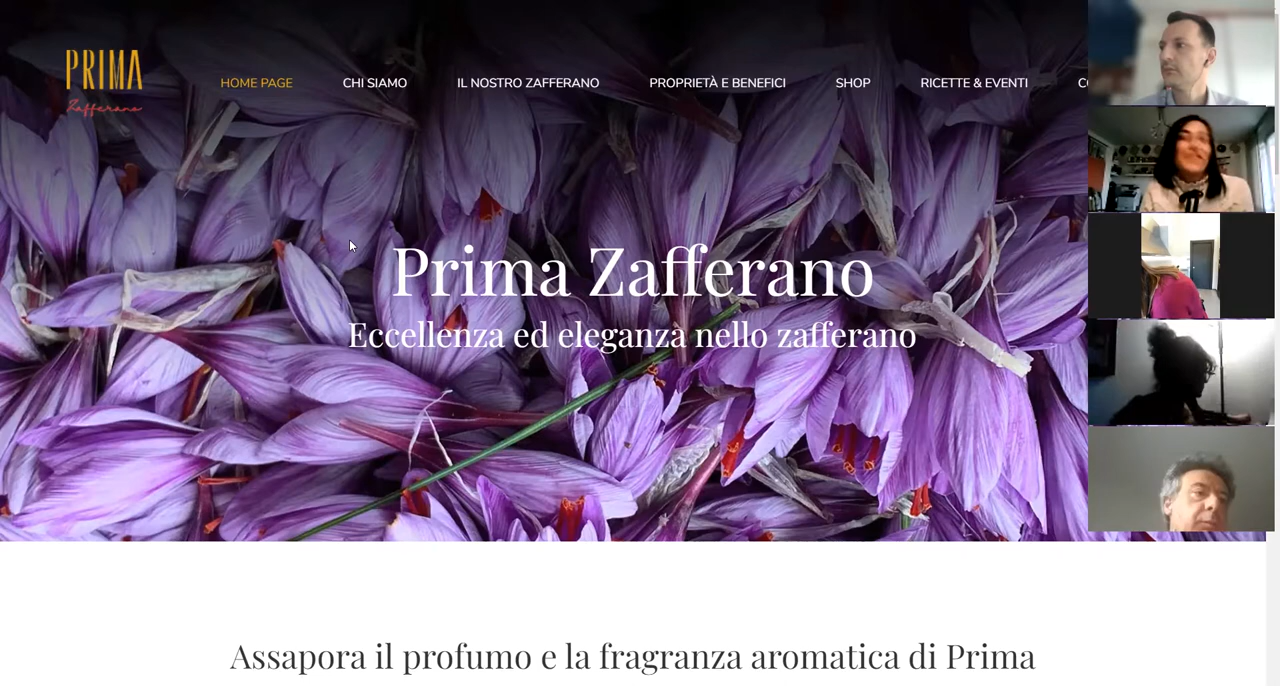 PRIMA
Zafferano
HOME PAGE
CHI SIAMO
IL NOSTRO ZAFFERANO
PROPRIETÀ E BENEFICI
SHOP
RICETTE & EVENTI
Prima Zafferano
Eccellenza ed eleganza nello zafferano
Assapora il profumo e la fragranza aromatica di Prima